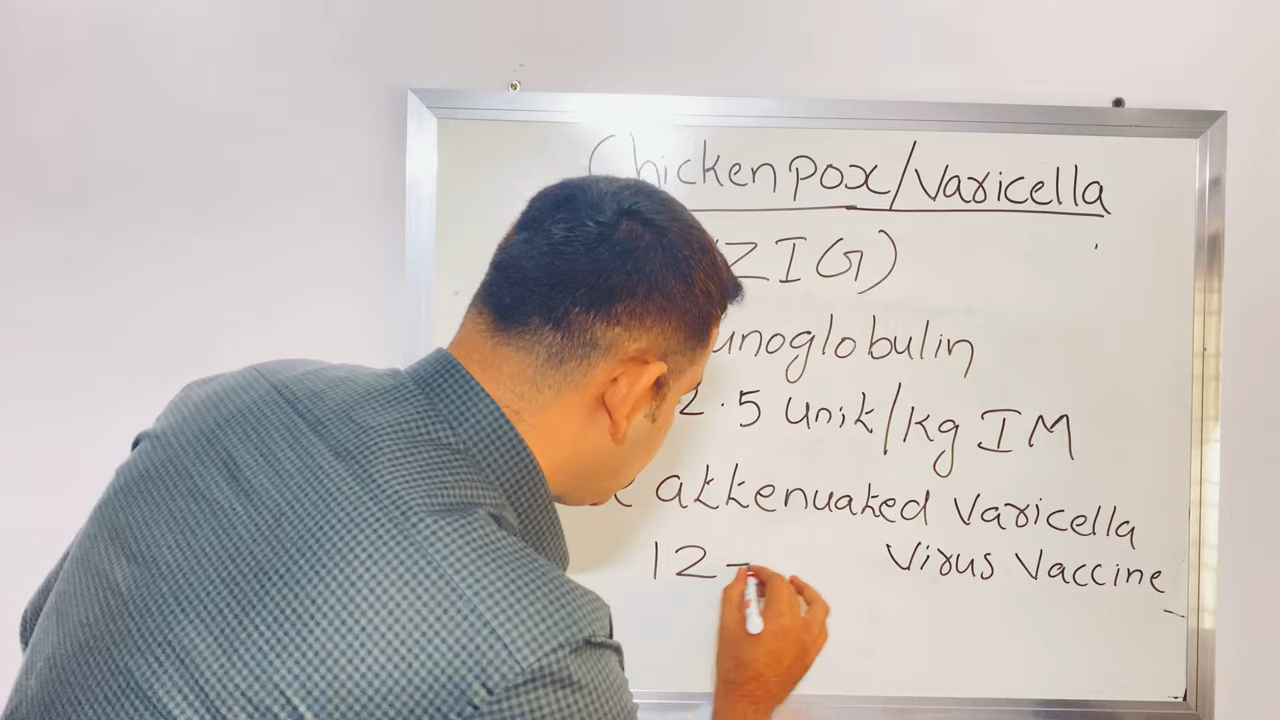 Chickenpox/Varicella
ZIG)
unoglobulin
2.5 unit/kg IM
attenuated Varicella
12- Virus Vaccine